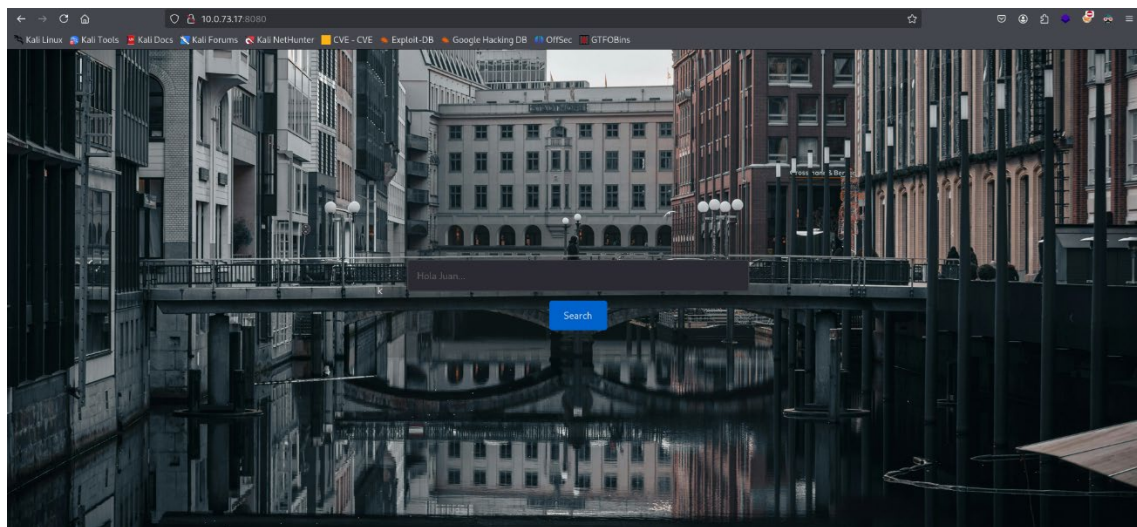 10.0.73.17:8080
Kali Linux Kali Tools Kali Docs Kali Forums Kali NetHunter CVE - CVE Exploit-DB Google Hacking DB OffSec GTFOBins
Hola Juan...
Search